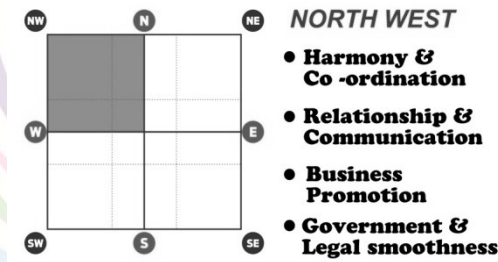 NW
N
NE
W
E
SW
S
SE
NORTH WEST
● Harmony &
Co -ordination
● Relationship &
Communication
● Business
Promotion
● Government &
Legal smoothness